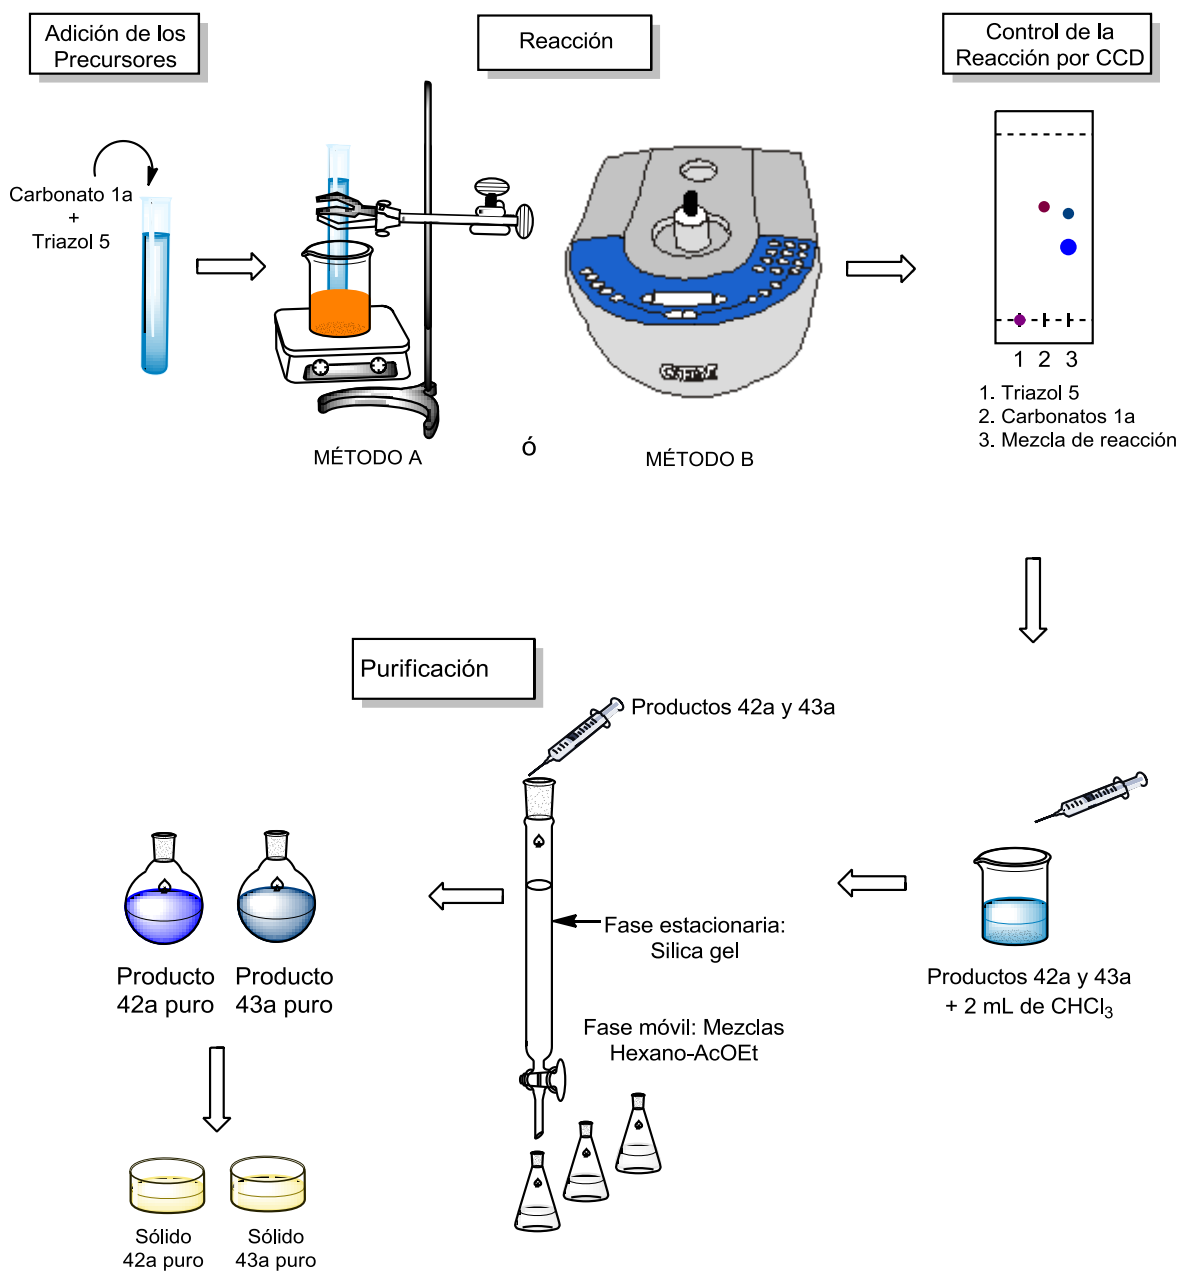 Adición de los
Precursores
Reacción
Control de la
Reacción por CCD
Carbonato 1a
+
Triazol 5
MÉTODO A
ó
MÉTODO B
1 2 3
1. Triazol 5
2. Carbonatos 1a
3. Mezcla de reacción
Purificación
Productos 42a y 43a
Fase estacionaria:
Silica gel
Productos 42a y 43a
+ 2 mL de CHCl₃
Fase móvil: Mezclas
Hexano-AcOEt
Producto
42a puro
Producto
43a puro
Sólido
42a puro
Sólido
43a puro